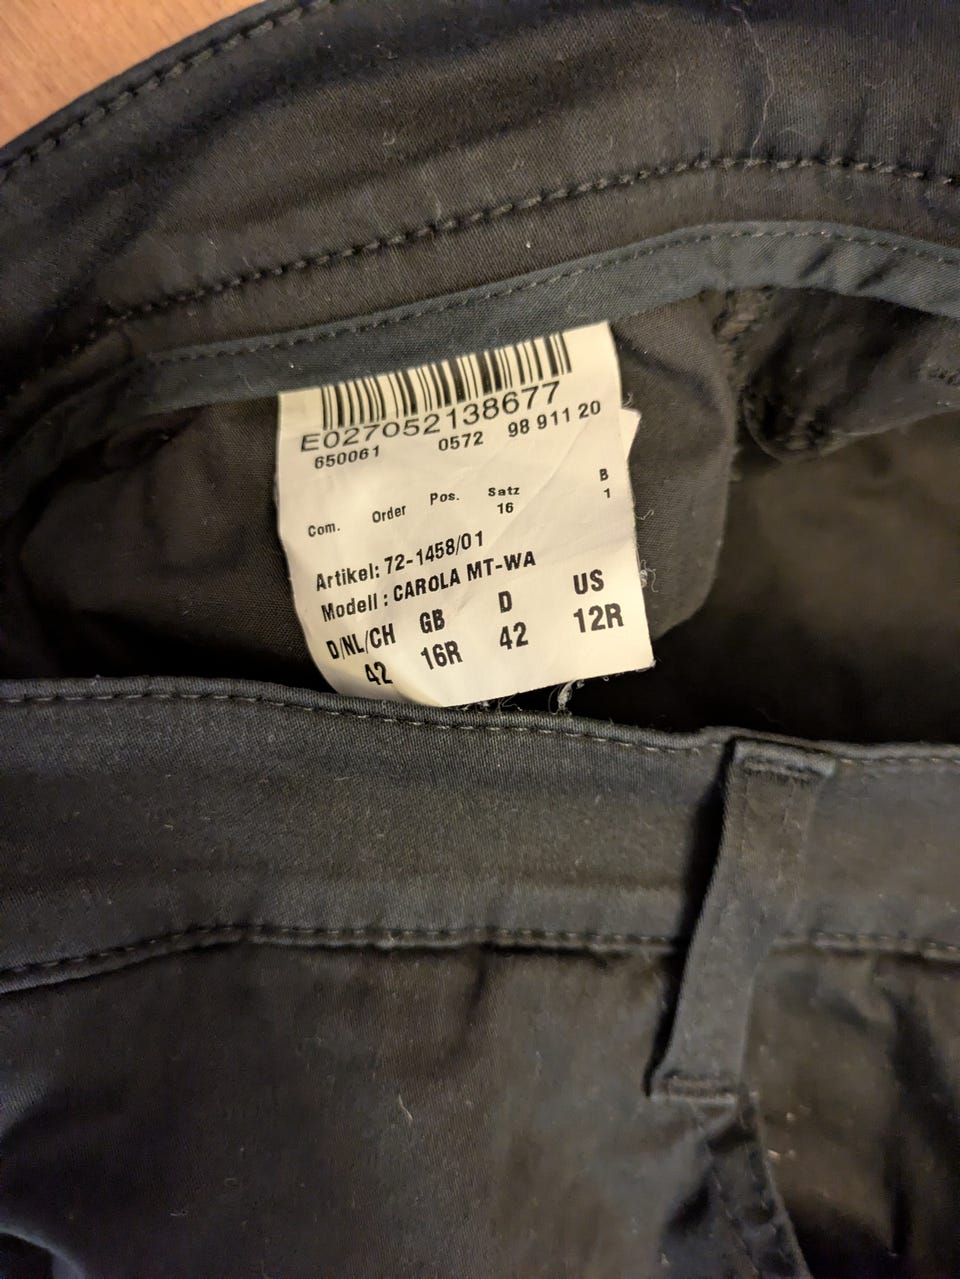 E027052138677
650061 0572 98 911 20
Com. Order Pos. Satz B
16 1
Artikel: 72-1458/01
Modell : CAROLA MT-WA
D/NL/CH GB D US
42 16R 42 12R